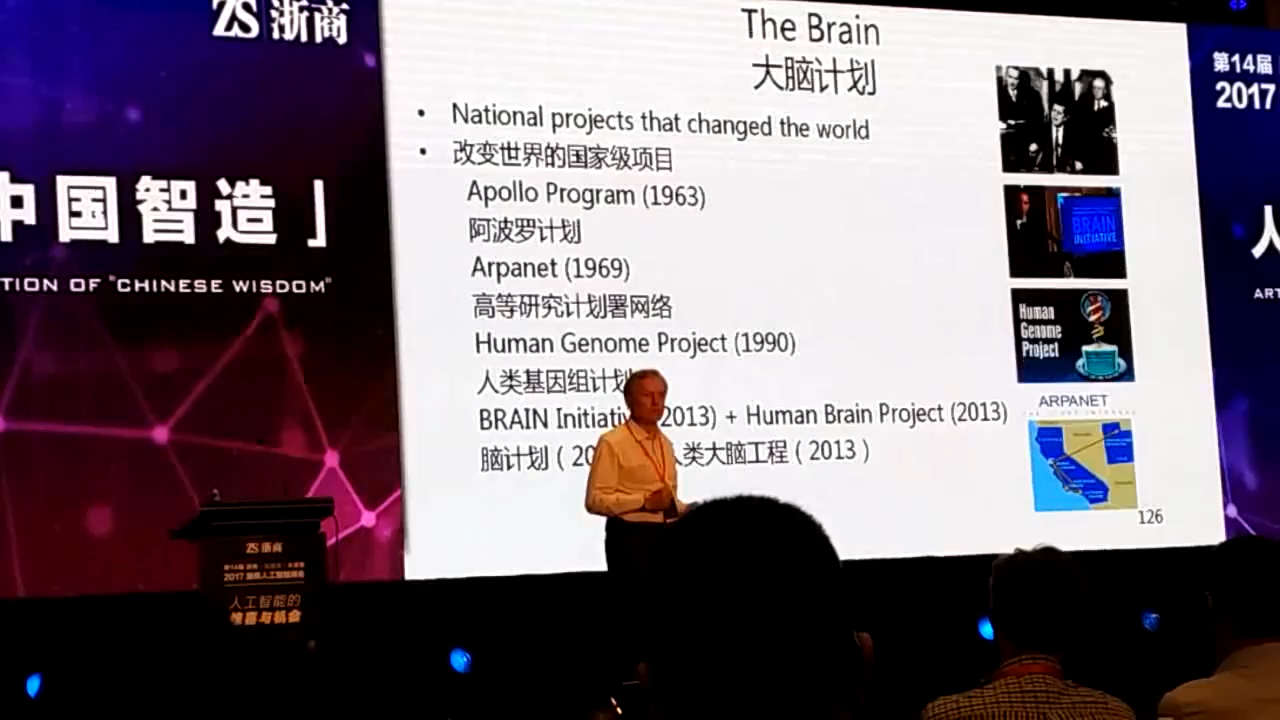 ZS 浙商
中国智造」
TION OF "CHINESE WISDOM"
The Brain
大脑计划
• National projects that changed the world
• 改变世界的国家级项目
Apollo Program (1963)
阿波罗计划
Arpanet (1969)
高等研究计划署网络
Human Genome Project (1990)
人类基因组计划
BRAIN Initiativ 2013) + Human Brain Project (2013)
脑计划 ( 20 人类大脑工程 ( 2013 )
BRAIN
INITIATIVE
Human
Genome
Project
ARPANET
126
第14届
2017
人
ART
ZS 浙商
人工智能的